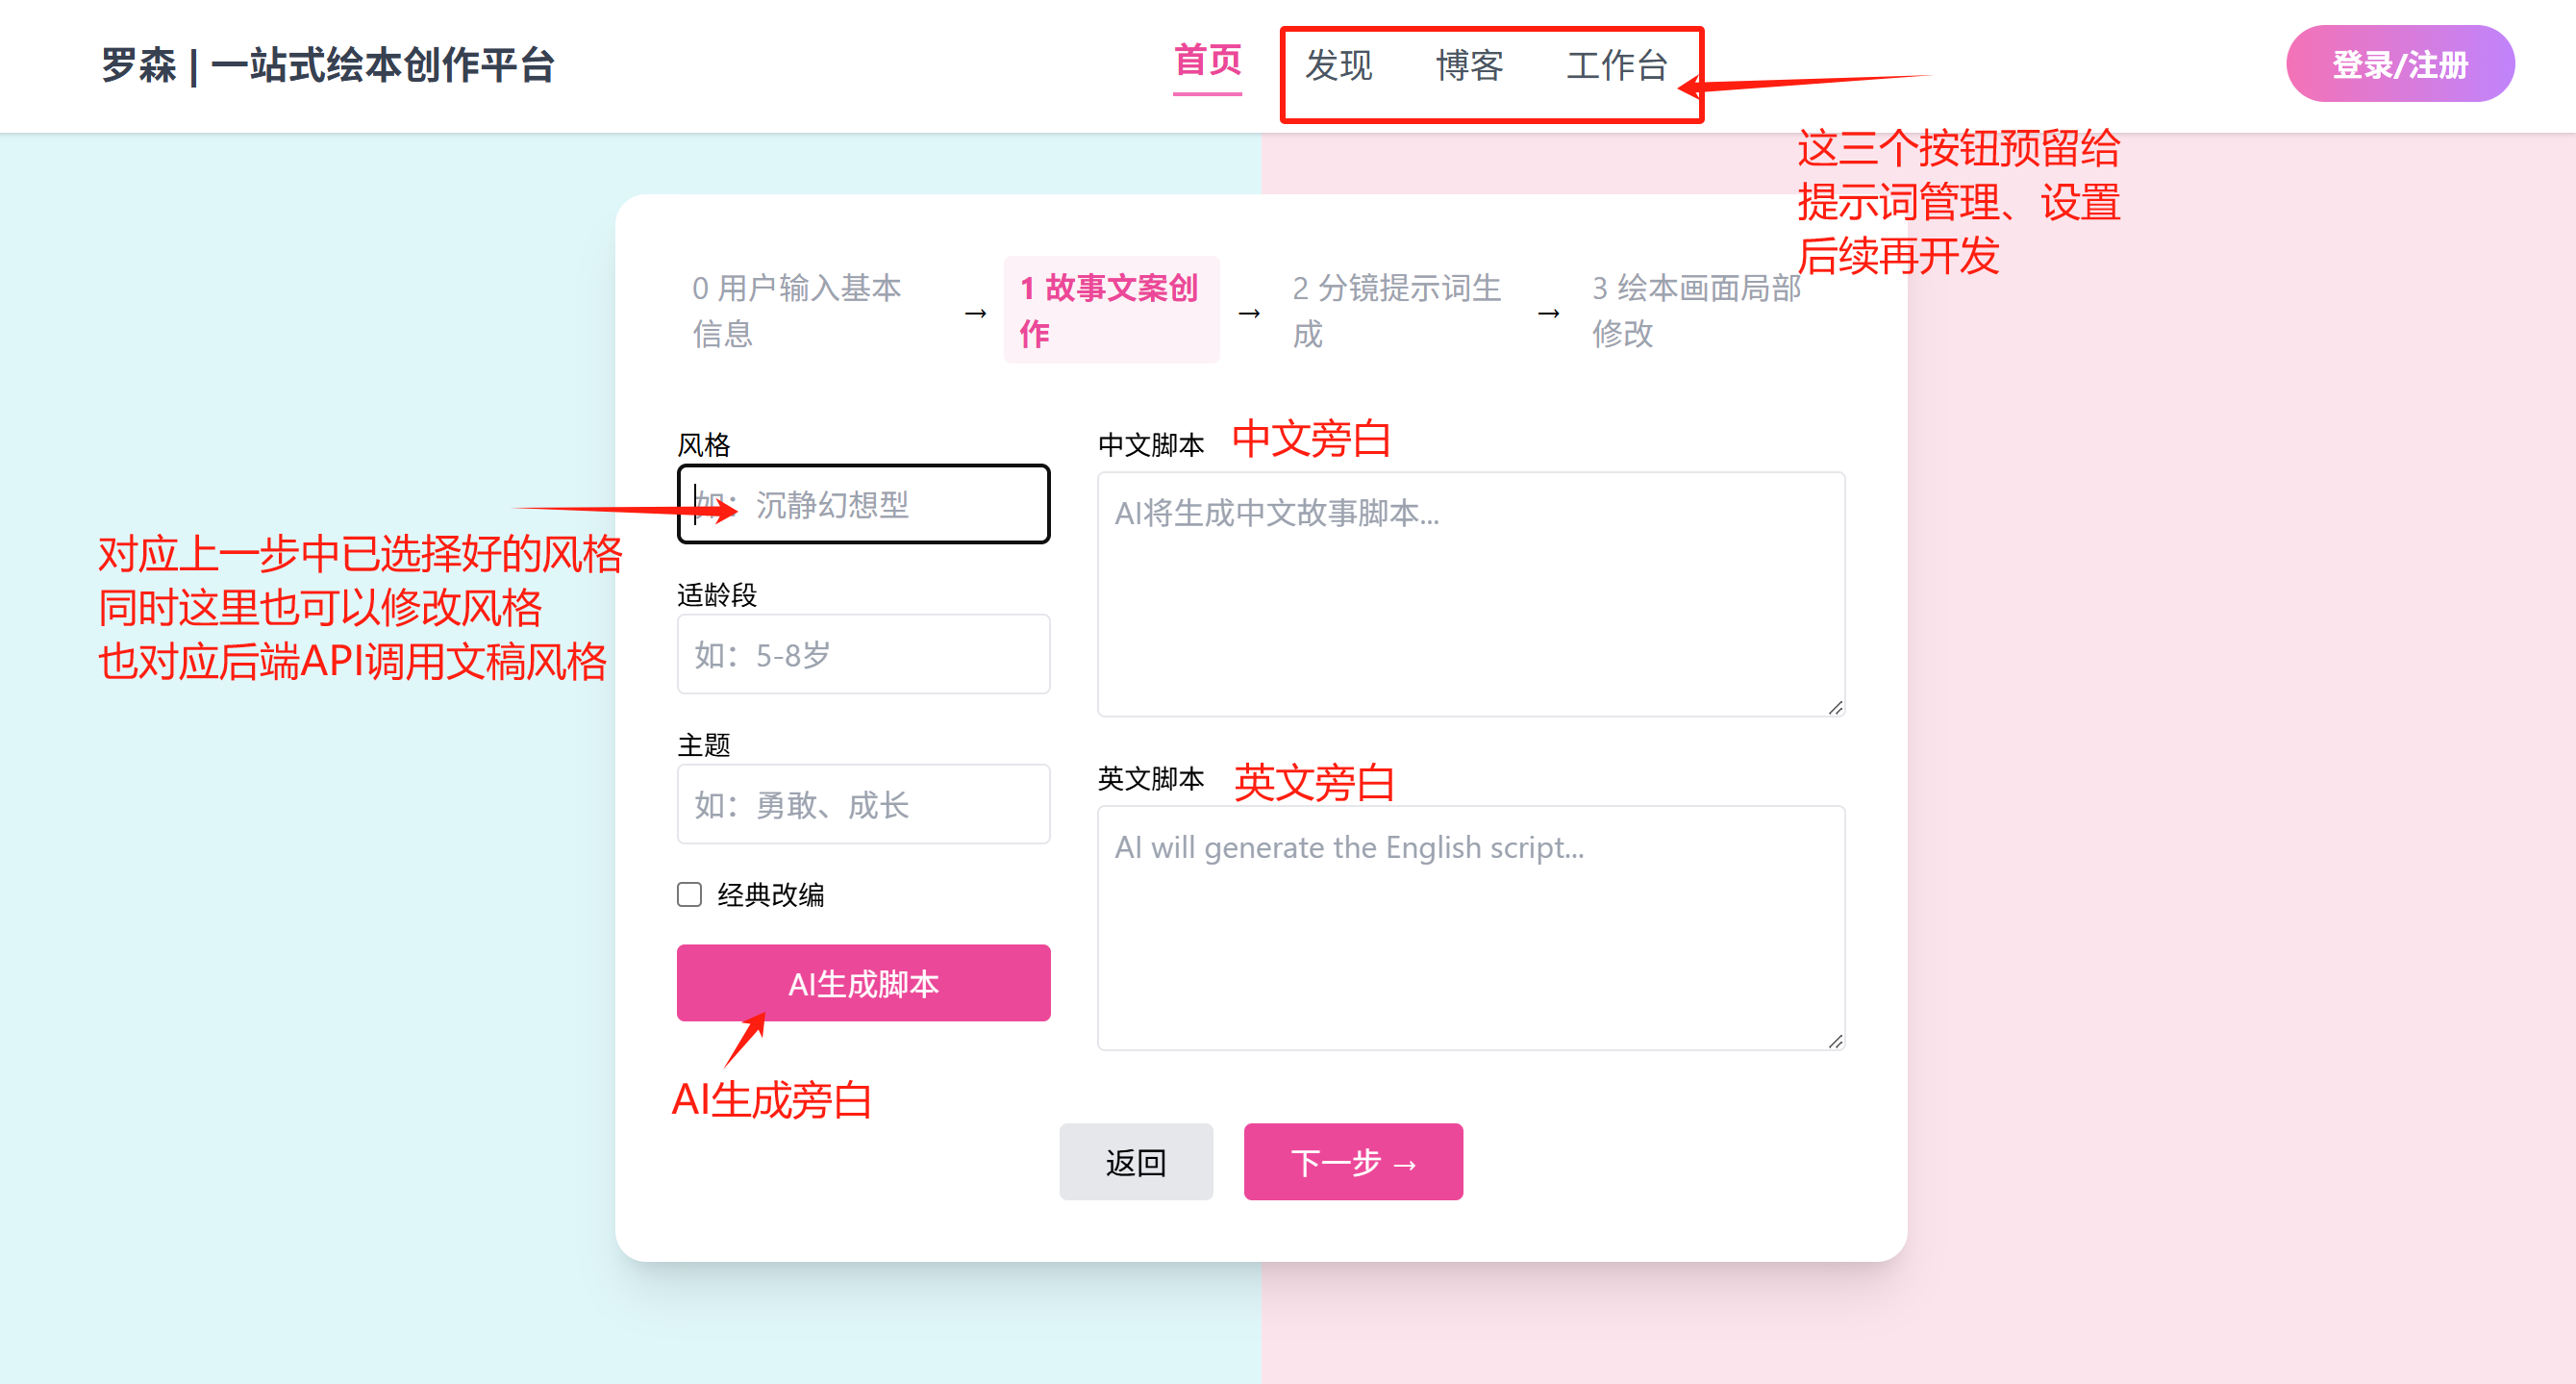 罗森 | 一站式绘本创作平台
首页
发现
博客
工作台
登录/注册
这三个按钮预留给
提示词管理、设置
后续再开发
0 用户输入基本
信息
→
1 故事文案创
作
→
2 分镜提示词生
成
→
3 绘本画面局部
修改
风格
如：沉静幻想型
对应上一步中已选择好的风格
同时这里也可以修改风格
也对应后端API调用文稿风格
适龄段
如：5-8岁
主题
如：勇敢、成长
经典改编
AI生成脚本
AI生成旁白
中文脚本
中文旁白
AI将生成中文故事脚本...
英文脚本
英文旁白
AI will generate the English script...
返回
下一步 →